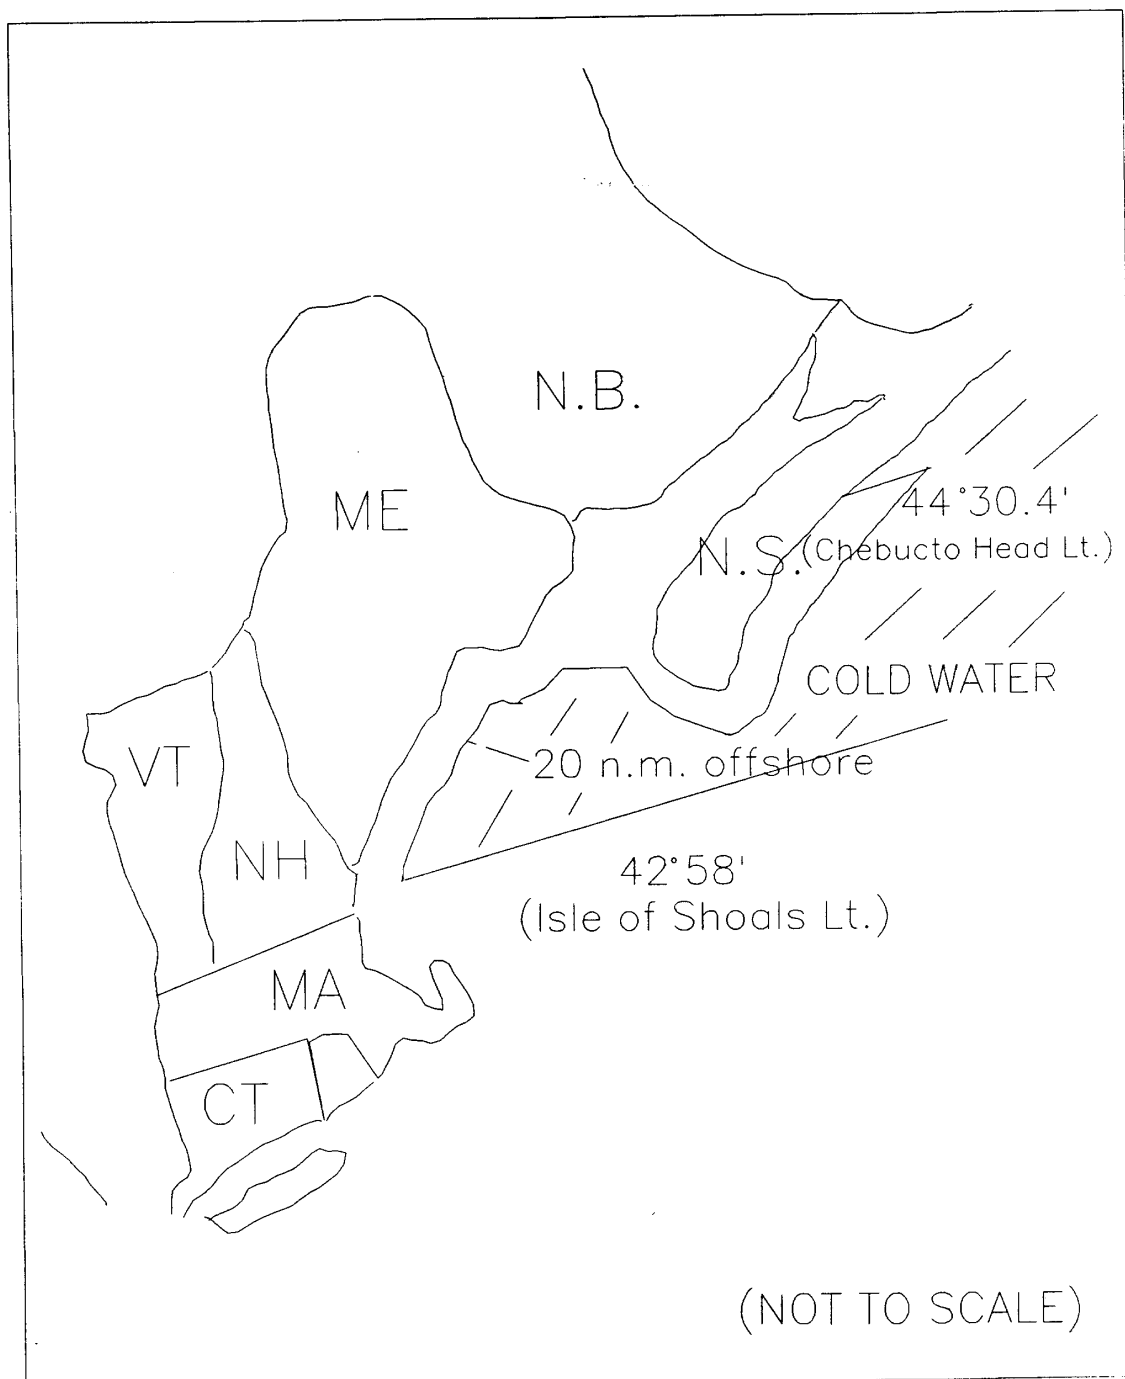 N.B.
ME
44°30.4'
N.S. (Chebucto Head Lt.)
COLD WATER
VT
20 n.m. offshore
NH
42°58'
(Isle of Shoals Lt.)
MA
CT
(NOT TO SCALE)